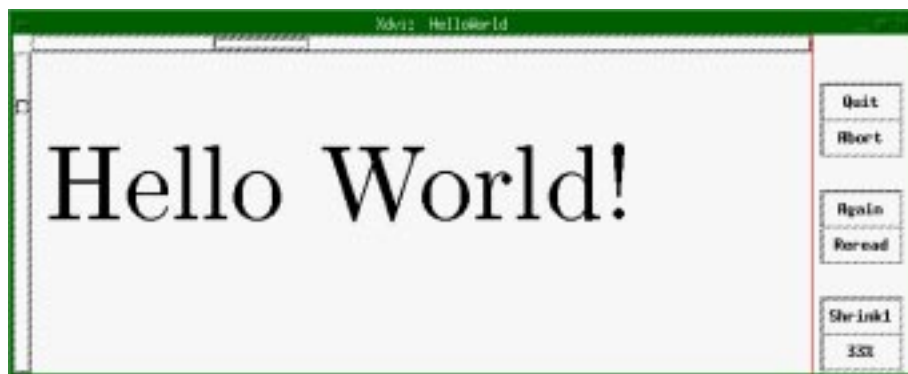 Xdvi: HelloWorld
Hello World!
Quit
Abort
Again
Reread
Shrink1
33%